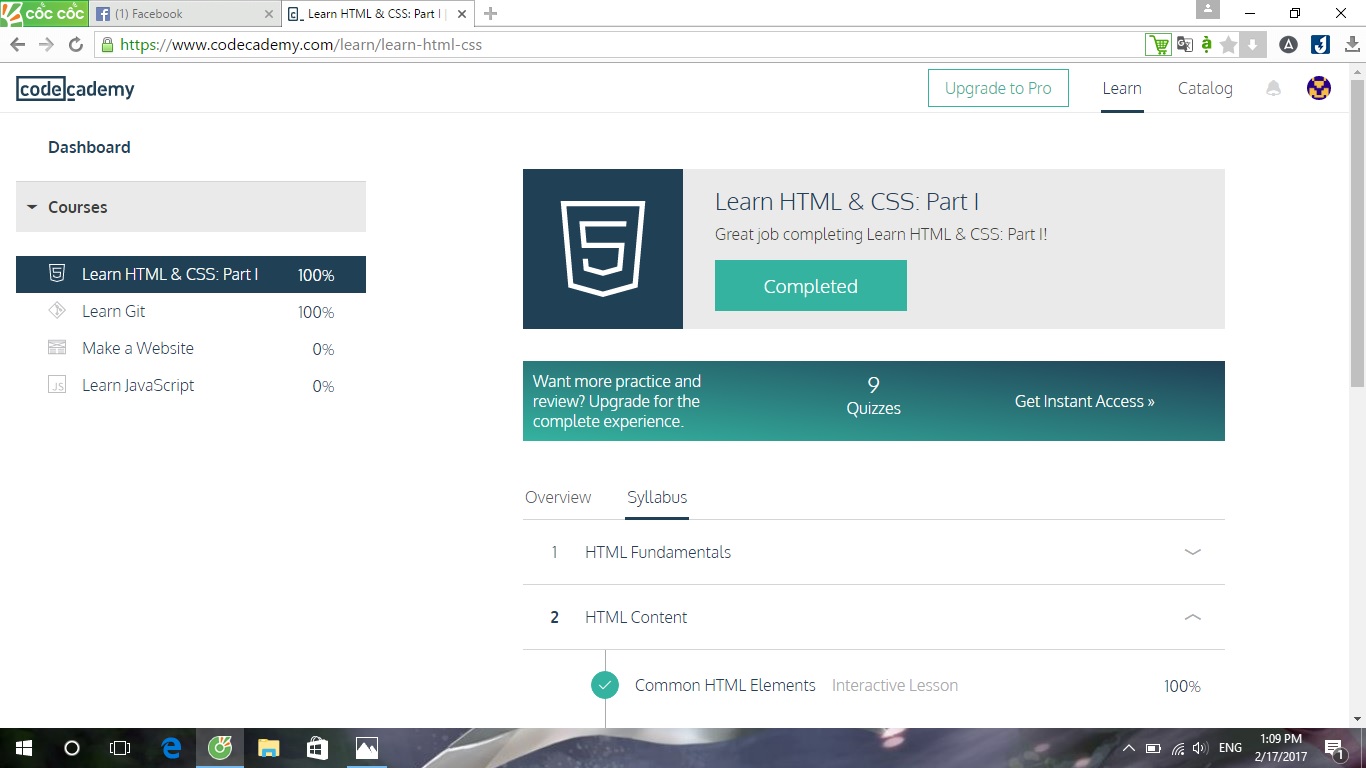 cốc cốc
(1) Facebook
Learn HTML & CSS: Part I
https://www.codecademy.com/learn/learn-html-css
codecademy
Upgrade to Pro
Learn
Catalog
Dashboard
Courses
Learn HTML & CSS: Part I 100%
Learn Git 100%
Make a Website 0%
JS Learn JavaScript 0%
Learn HTML & CSS: Part I
Great job completing Learn HTML & CSS: Part I!
Completed
Want more practice and
review? Upgrade for the
complete experience.
9
Quizzes
Get Instant Access »
Overview
Syllabus
1 HTML Fundamentals
2 HTML Content
Common HTML Elements Interactive Lesson 100%
ENG
1:09 PM
2/17/2017
1